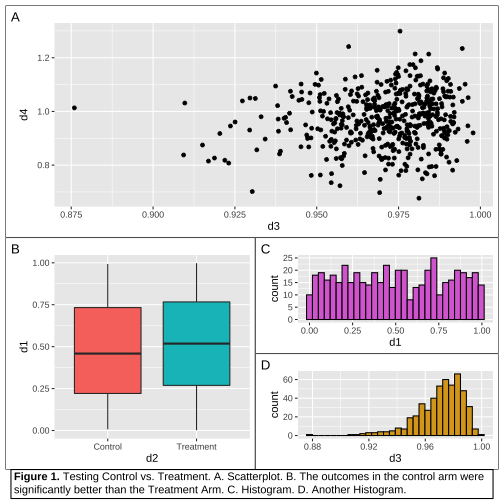 A
1.2
1.0
0.8
d4
0.875 0.900 0.925 0.950 0.975 1.000
d3
B
1.00
0.75
0.50
0.25
0.00
d1
Control Treatment
d2
C
25
20
15
10
5
0
count
0.00 0.25 0.50 0.75 1.00
d1
D
60
40
20
0
count
0.88 0.92 0.96 1.00
d3
Figure 1. Testing Control vs. Treatment. A. Scatterplot. B. The outcomes in the control arm were
significantly better than the Treatment Arm. C. Histogram. D. Another Histogram.